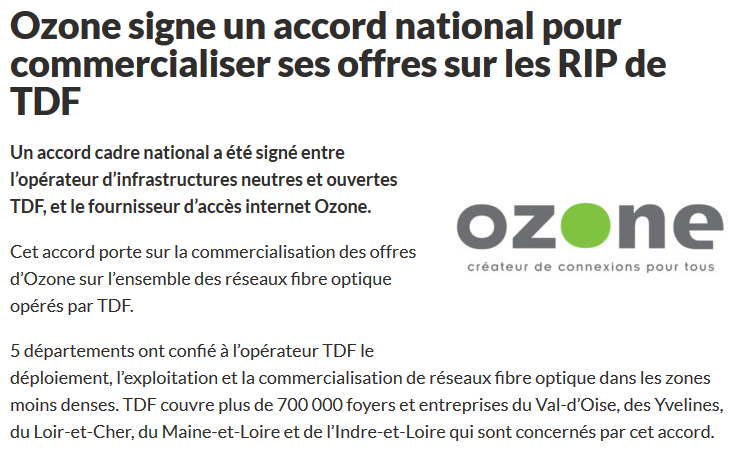 Ozone signe un accord national pour
commercialiser ses offres sur les RIP de
TDF
Un accord cadre national a été signé entre
l’opérateur d’infrastructures neutres et ouvertes
TDF, et le fournisseur d’accès internet Ozone.
ozone
créateur de connexions pour tous
Cet accord porte sur la commercialisation des offres
d’Ozone sur l’ensemble des réseaux fibre optique
opérés par TDF.
5 départements ont confié à l’opérateur TDF le
déploiement, l’exploitation et la commercialisation de réseaux fibre optique dans les zones
moins denses. TDF couvre plus de 700 000 foyers et entreprises du Val-d’Oise, des Yvelines,
du Loir-et-Cher, du Maine-et-Loire et de l’Indre-et-Loire qui sont concernés par cet accord.